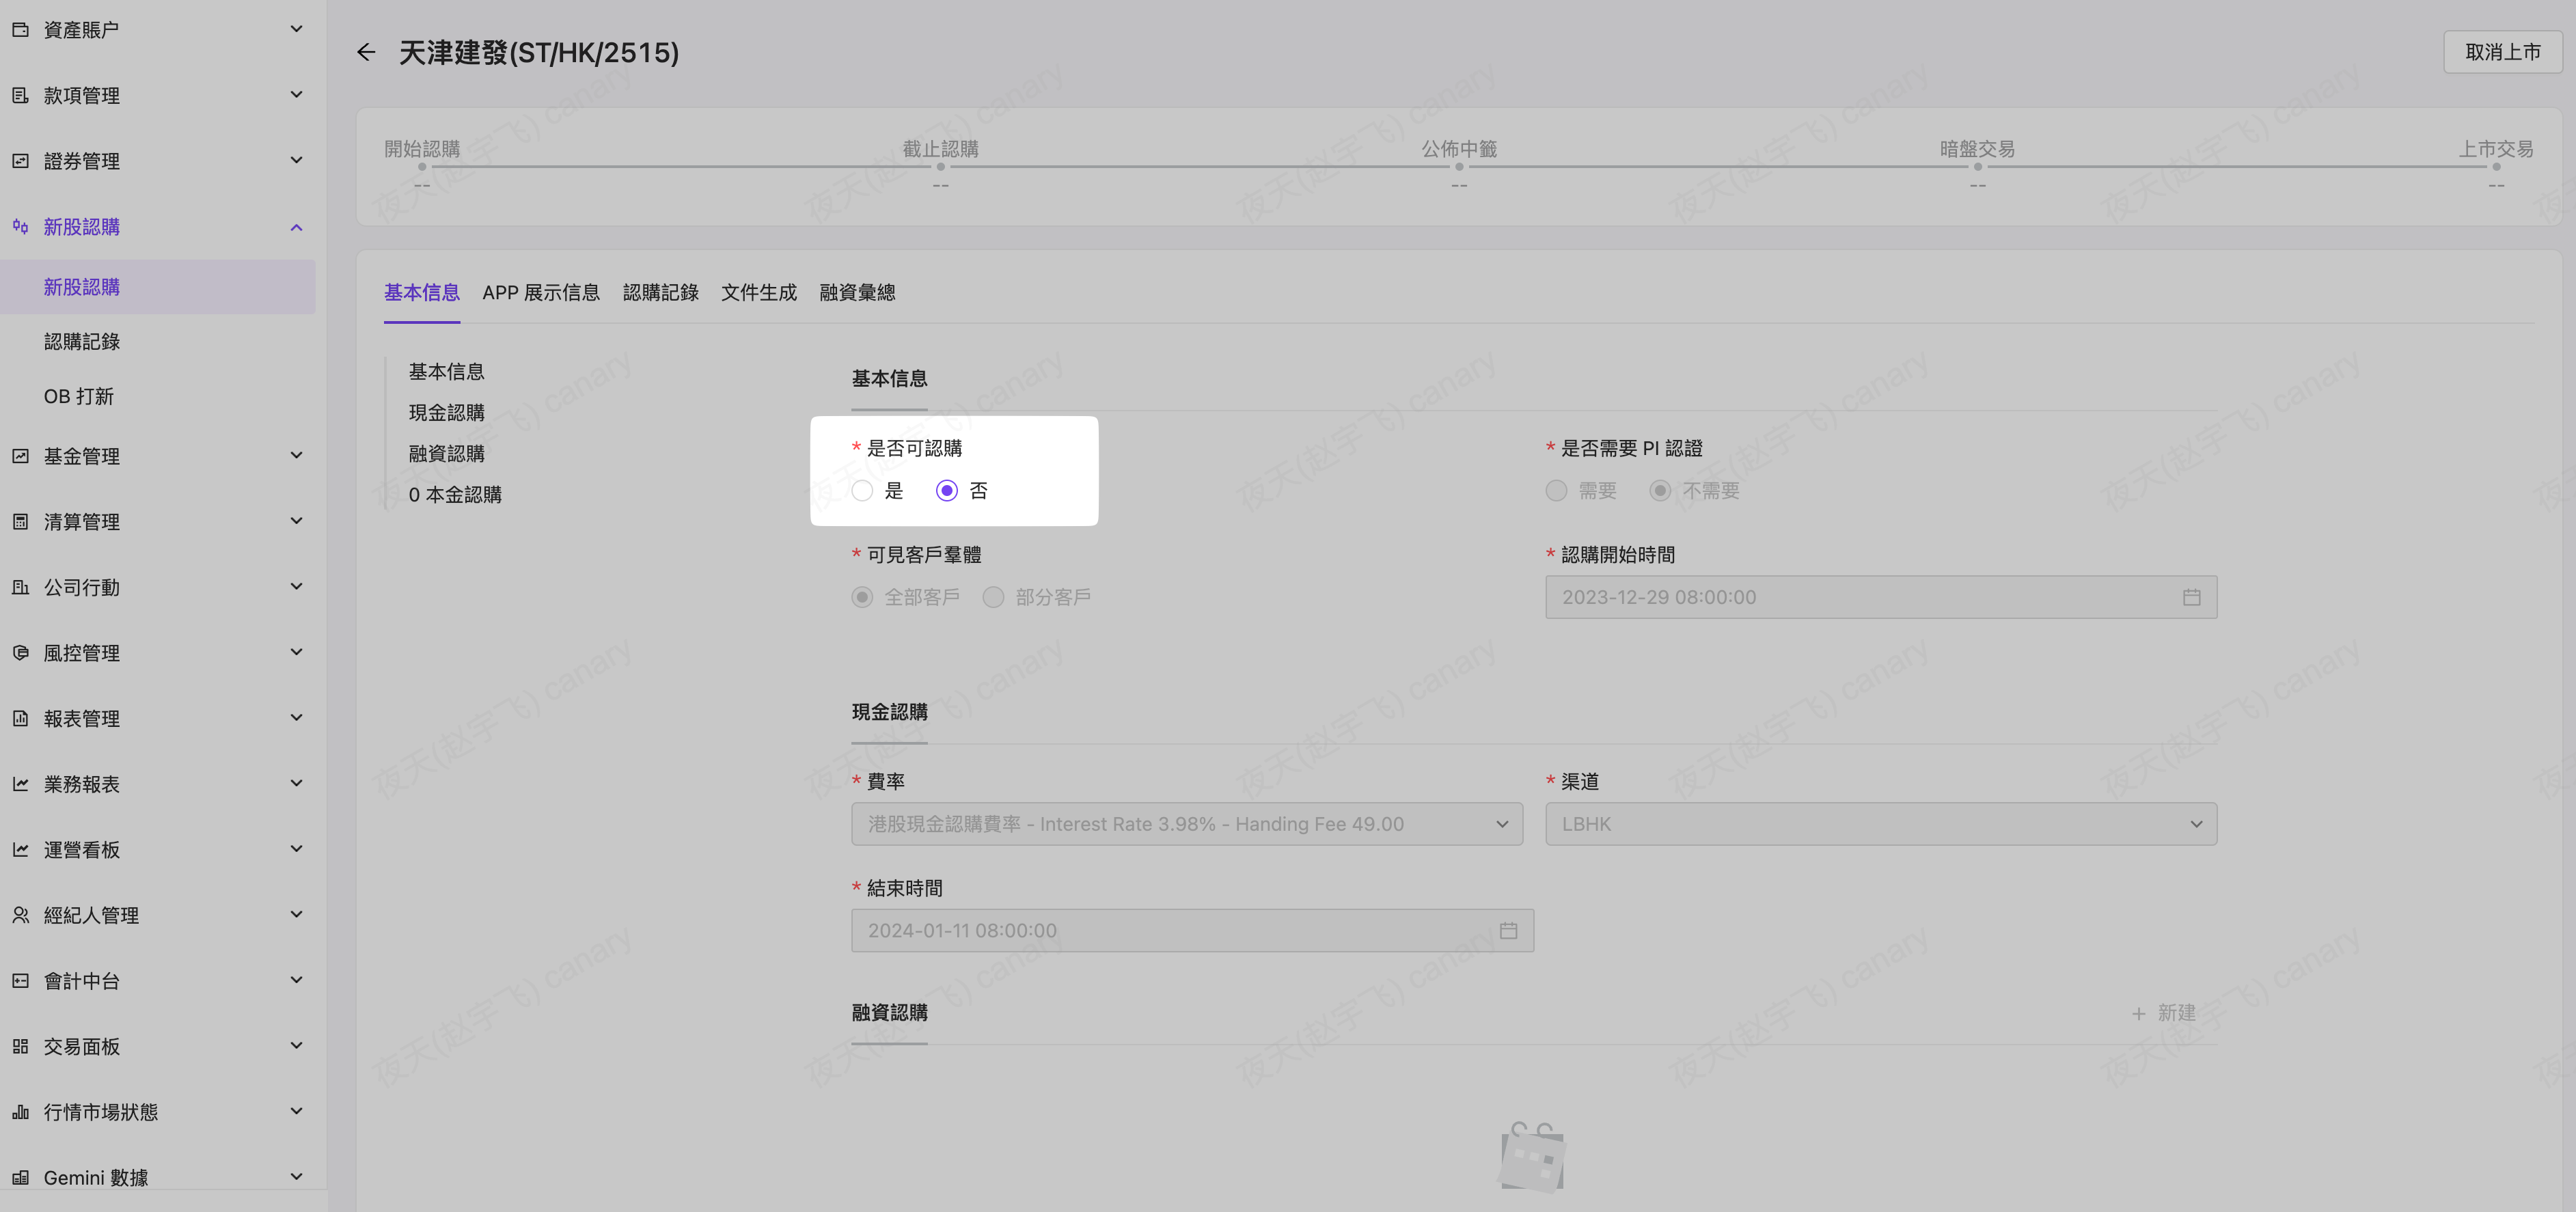 資產賬户
款項管理
證券管理
新股認購
新股認購
認購記錄
OB 打新
基金管理
清算管理
公司行動
風控管理
報表管理
業務報表
運營看板
經紀人管理
會計中台
交易面板
行情市場狀態
Gemini 數據
天津建發(ST/HK/2515)
取消上市
開始認購 截止認購 公佈中籤 暗盤交易 上市交易
-- -- -- -- --
基本信息 APP 展示信息 認購記錄 文件生成 融資彙總
基本信息
現金認購
融資認購
0 本金認購
基本信息
* 是否可認購 * 是否需要 PI 認證
是 否 需要 不需要
* 可見客戶羣體 * 認購開始時間
全部客戶 部分客戶 2023-12-29 08:00:00
現金認購
* 費率 * 渠道
港股現金認購費率 - Interest Rate 3.98% - Handing Fee 49.00 LBHK
* 結束時間
2024-01-11 08:00:00
融資認購 + 新建
夜天(赵宇飞) canary